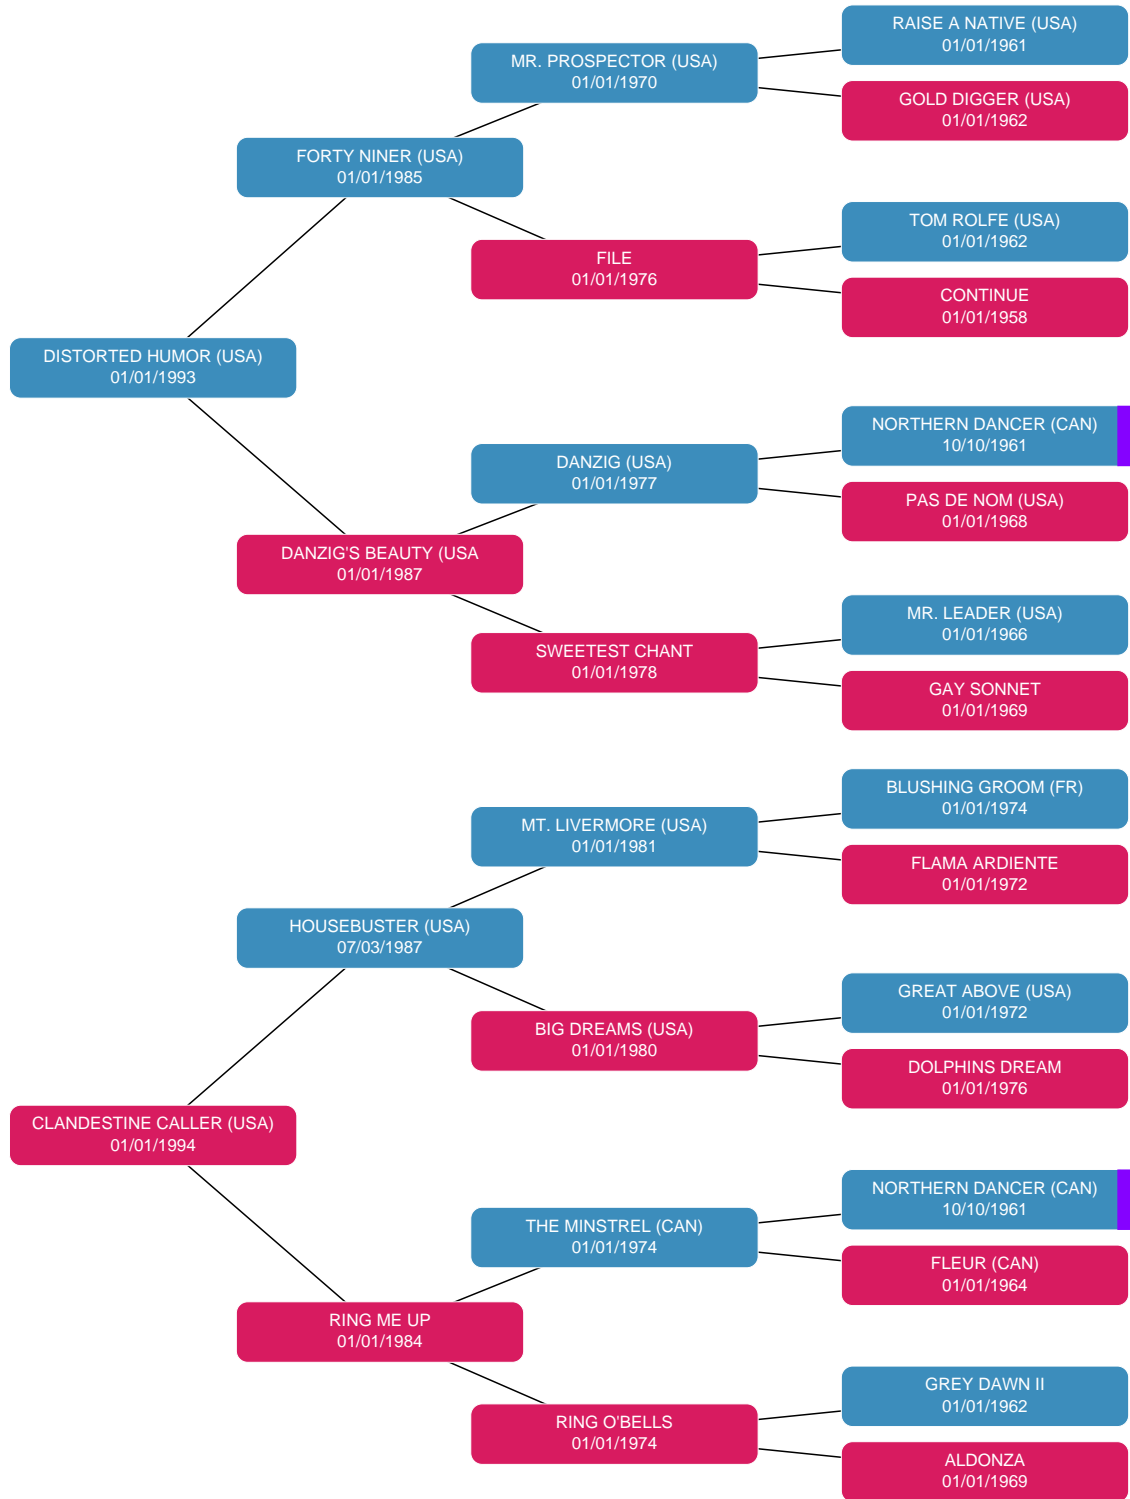 RAISE A NATIVE (USA)
01/01/1961
MR. PROSPECTOR (USA)
01/01/1970
GOLD DIGGER (USA)
01/01/1962
FORTY NINER (USA)
01/01/1985
TOM ROLFE (USA)
01/01/1962
FILE
01/01/1976
CONTINUE
01/01/1958
DISTORTED HUMOR (USA)
01/01/1993
NORTHERN DANCER (CAN)
10/10/1961
DANZIG (USA)
01/01/1977
PAS DE NOM (USA)
01/01/1968
DANZIG'S BEAUTY (USA
01/01/1987
MR. LEADER (USA)
01/01/1966
SWEETEST CHANT
01/01/1978
GAY SONNET
01/01/1969
BLUSHING GROOM (FR)
01/01/1974
MT. LIVERMORE (USA)
01/01/1981
FLAMA ARDIENTE
01/01/1972
HOUSEBUSTER (USA)
07/03/1987
GREAT ABOVE (USA)
01/01/1972
BIG DREAMS (USA)
01/01/1980
DOLPHINS DREAM
01/01/1976
CLANDESTINE CALLER (USA)
01/01/1994
NORTHERN DANCER (CAN)
10/10/1961
THE MINSTREL (CAN)
01/01/1974
FLEUR (CAN)
01/01/1964
RING ME UP
01/01/1984
GREY DAWN II
01/01/1962
RING O'BELLS
01/01/1974
ALDONZA
01/01/1969